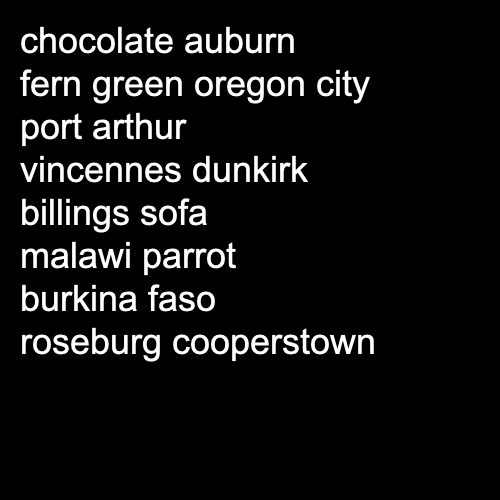 chocolate auburn
fern green oregon city
port arthur
vincennes dunkirk
billings sofa
malawi parrot
burkina faso
roseburg cooperstown